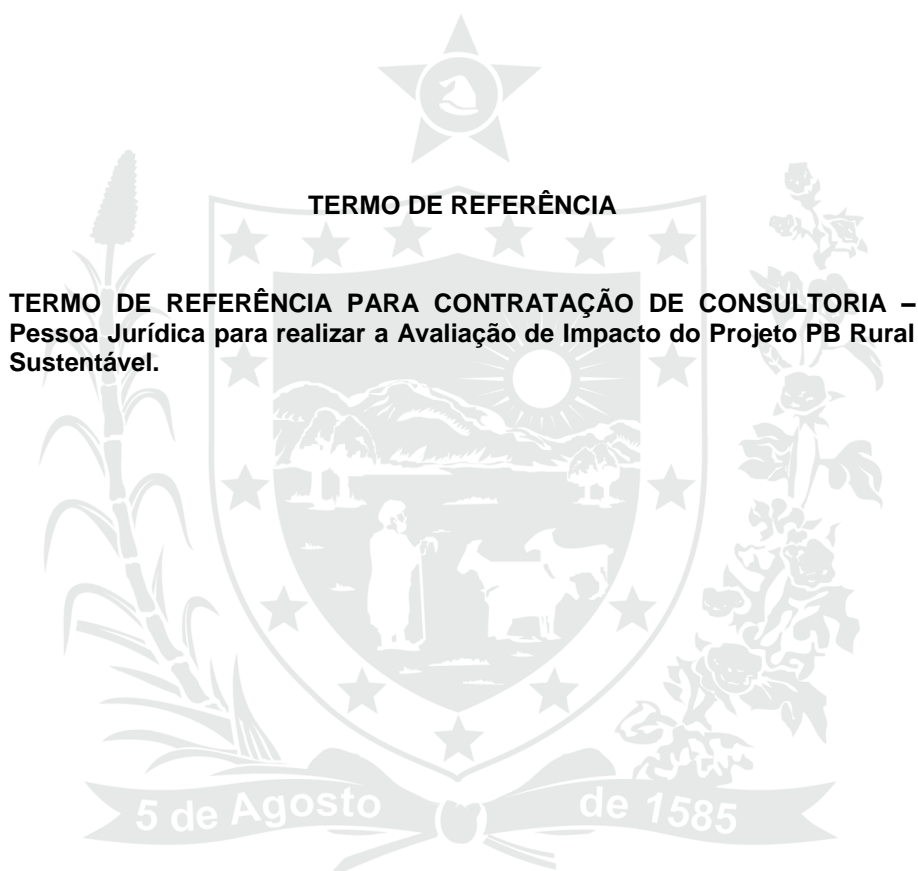 TERMO DE REFERÊNCIA
TERMO DE REFERÊNCIA PARA CONTRATAÇÃO DE CONSULTORIA –
Pessoa Jurídica para realizar a Avaliação de Impacto do Projeto PB Rural
Sustentável.
5 de Agosto de 1585